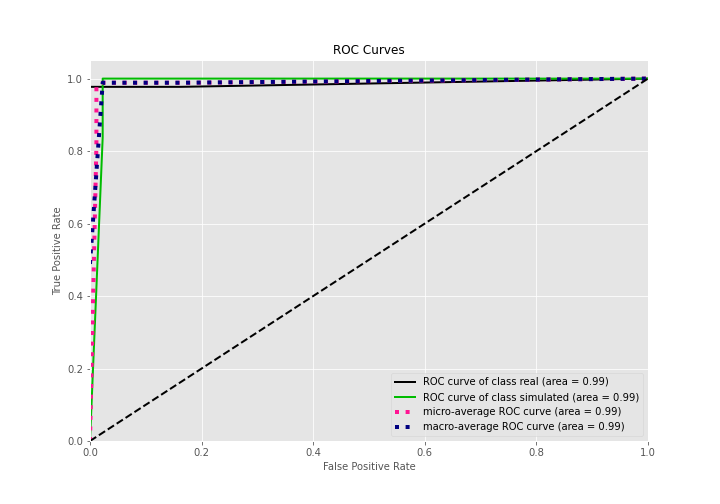 ROC Curves
True Positive Rate
1.0
0.8
0.6
0.4
0.2
0.0
ROC curve of class real (area = 0.99)
ROC curve of class simulated (area = 0.99)
micro-average ROC curve (area = 0.99)
macro-average ROC curve (area = 0.99)
0.0 0.2 0.4 0.6 0.8 1.0
False Positive Rate